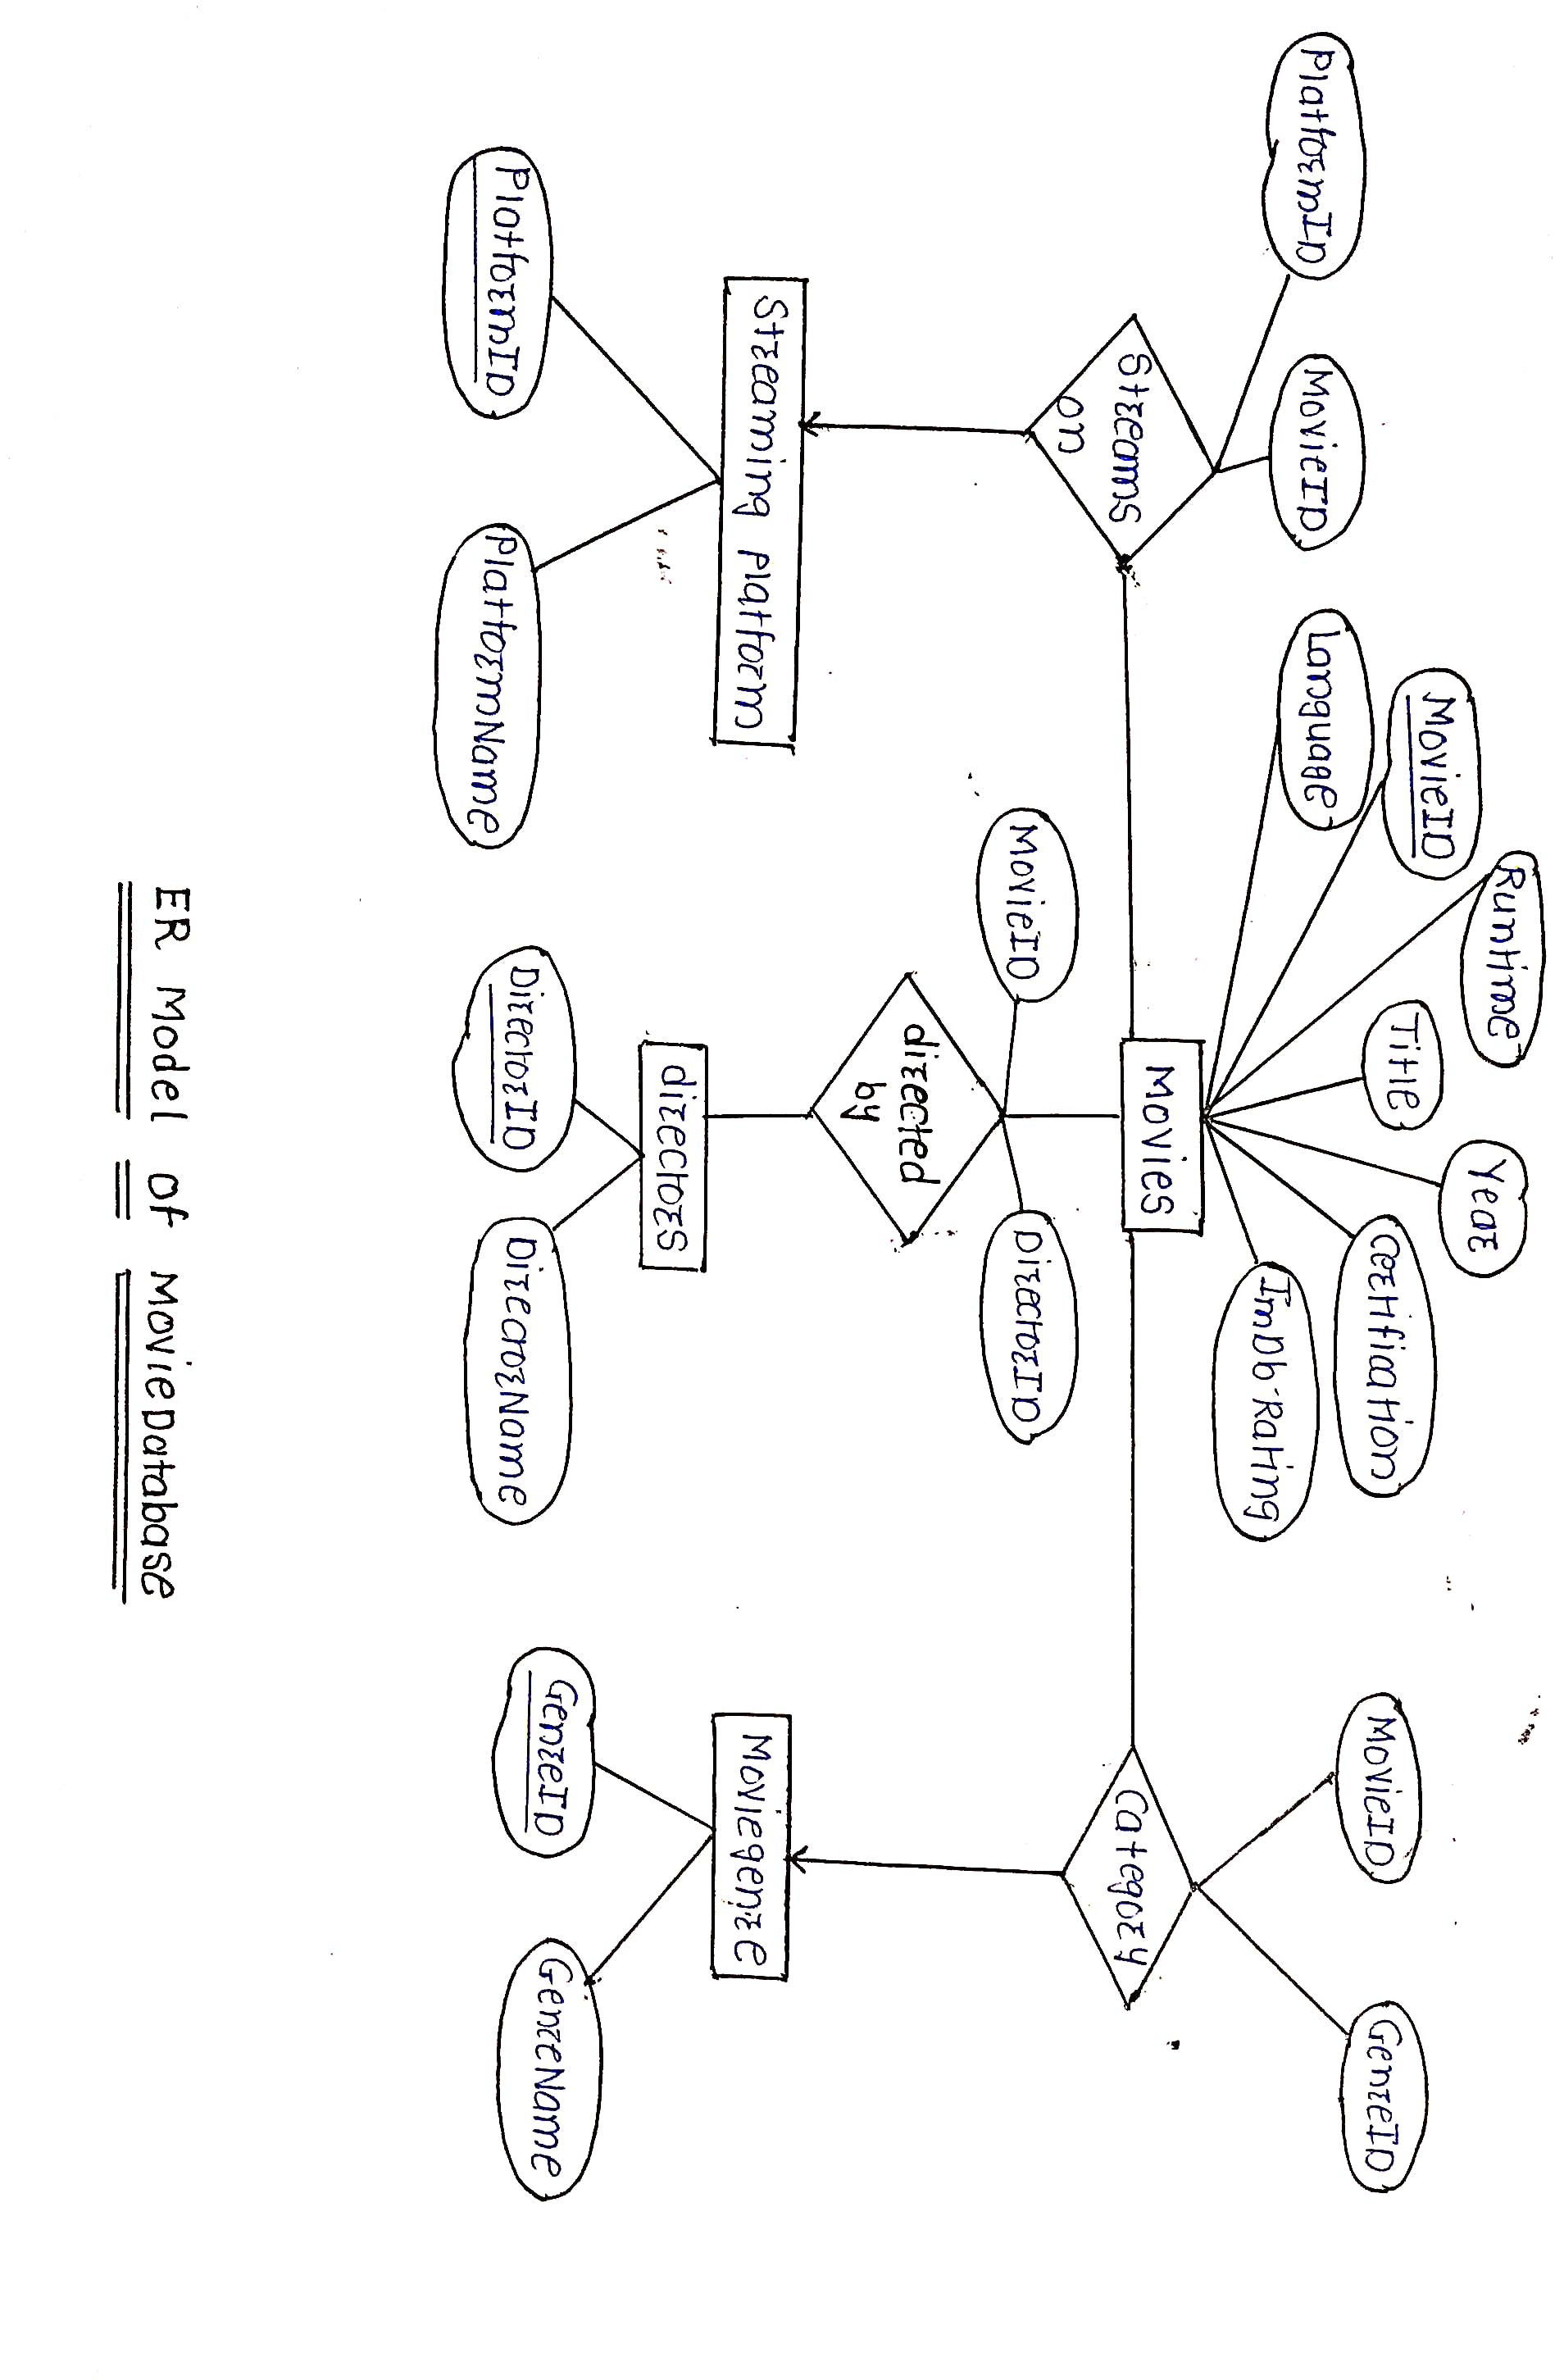 Runtime
MovieID
Year
Title
Language
Certification
PlatformID
MovieID
ImDb-Rating
MovieID
GenreID
Movies
Streams
on
Category
MovieID
DirectorID
directed
by
Streaming Platform
directors
Moviegenre
PlatformID
PlatformName
DirectorID
DirectorName
GenreID
GenreName
ER Model Of MovieDatabase